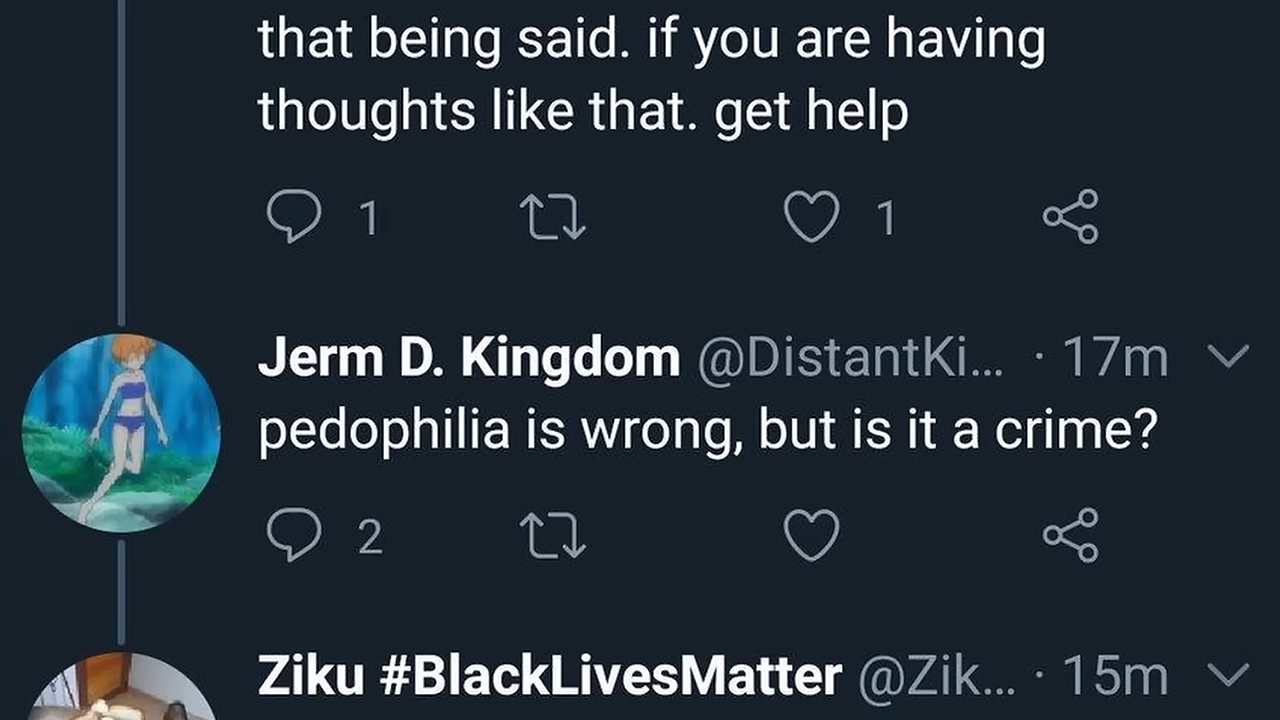 that being said. if you are having
thoughts like that. get help
1 1
Jerm D. Kingdom @DistantKi... · 17m
pedophilia is wrong, but is it a crime?
2
Ziku #BlackLivesMatter @Zik... · 15m